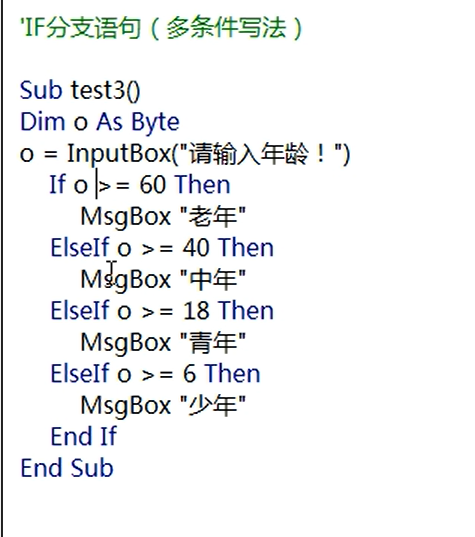 'IF分支语句（多条件写法）
Sub test3()
Dim o As Byte
o = InputBox("请输入年龄！")
If o >= 60 Then
MsgBox "老年"
ElseIf o >= 40 Then
MsgBox "中年"
ElseIf o >= 18 Then
MsgBox "青年"
ElseIf o >= 6 Then
MsgBox "少年"
End If
End Sub